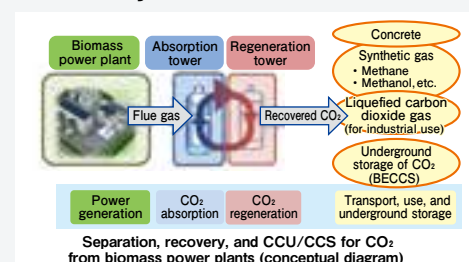 Biomass
power plant
Absorption
tower
Regeneration
tower
Concrete
Synthetic gas
• Methane
• Methanol, etc.
Flue gas
Recovered CO₂
Liquefied carbon
dioxide gas
(for industrial use)
Underground
storage of CO₂
(BECCS)
Power
generation
CO₂
absorption
CO₂
regeneration
Transport, use, and
underground storage
Separation, recovery, and CCU/CCS for CO₂
from biomass power plants (conceptual diagram)